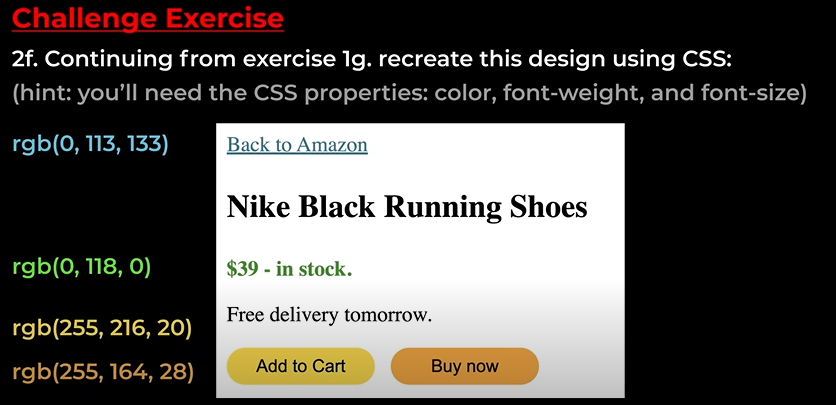 Challenge Exercise
2f. Continuing from exercise 1g. recreate this design using CSS:
(hint: you'll need the CSS properties: color, font-weight, and font-size)
rgb(0, 113, 133)
Back to Amazon
Nike Black Running Shoes
rgb(0, 118, 0)
$39 - in stock.
Free delivery tomorrow.
rgb(255, 216, 20)
Add to Cart
Buy now
rgb(255, 164, 28)